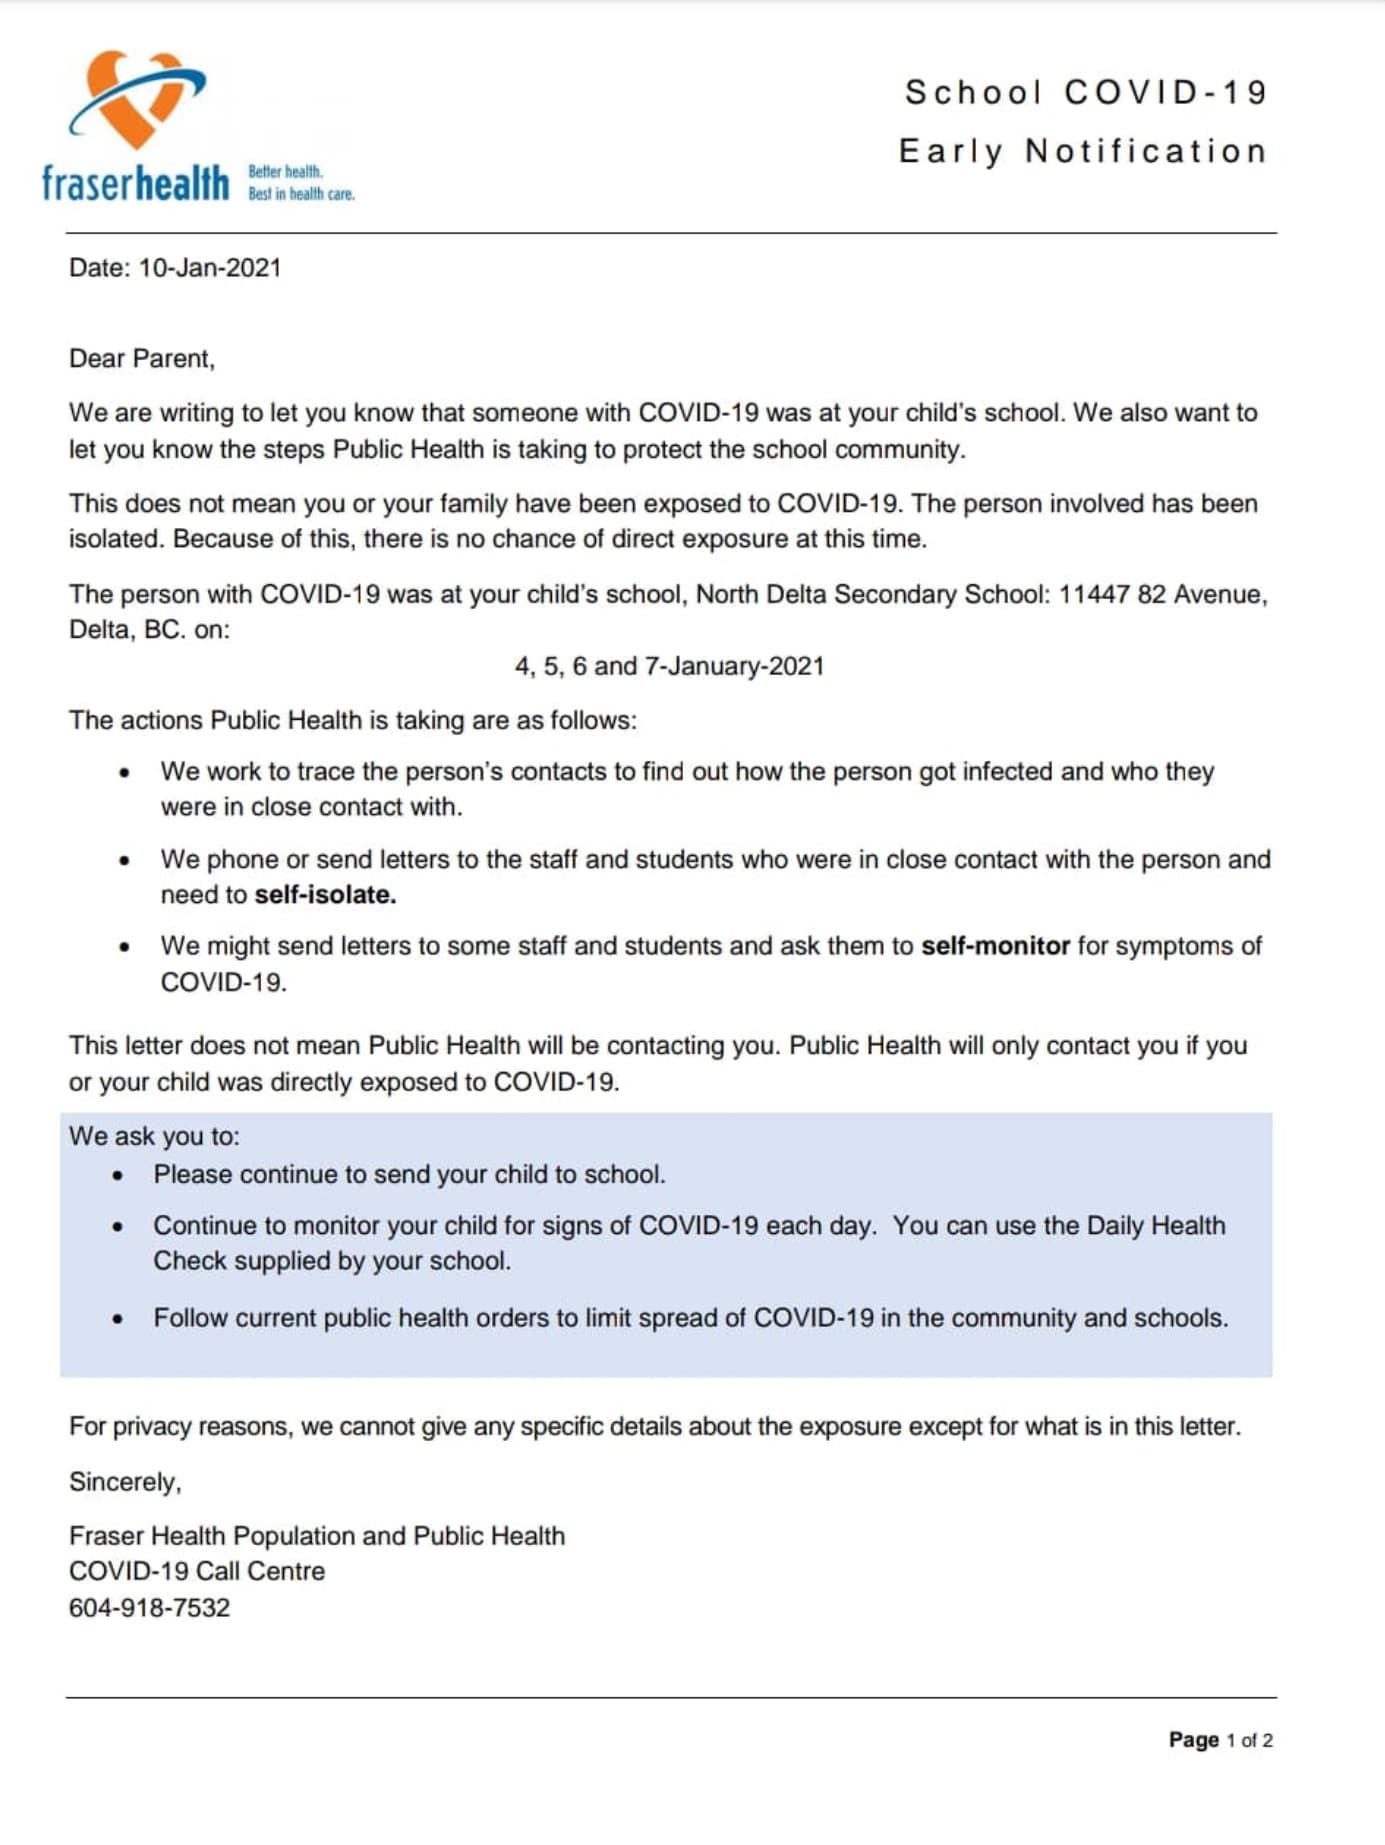 fraserhealth
Better health.
Best in health care.
School COVID-19
Early Notification
Date: 10-Jan-2021
Dear Parent,
We are writing to let you know that someone with COVID-19 was at your child's school. We also want to
let you know the steps Public Health is taking to protect the school community.
This does not mean you or your family have been exposed to COVID-19. The person involved has been
isolated. Because of this, there is no chance of direct exposure at this time.
The person with COVID-19 was at your child's school, North Delta Secondary School: 11447 82 Avenue,
Delta, BC. on:
4, 5, 6 and 7-January-2021
The actions Public Health is taking are as follows:
• We work to trace the person's contacts to find out how the person got infected and who they
were in close contact with.
• We phone or send letters to the staff and students who were in close contact with the person and
need to self-isolate.
• We might send letters to some staff and students and ask them to self-monitor for symptoms of
COVID-19.
This letter does not mean Public Health will be contacting you. Public Health will only contact you if you
or your child was directly exposed to COVID-19.
We ask you to:
• Please continue to send your child to school.
• Continue to monitor your child for signs of COVID-19 each day. You can use the Daily Health
Check supplied by your school.
• Follow current public health orders to limit spread of COVID-19 in the community and schools.
For privacy reasons, we cannot give any specific details about the exposure except for what is in this letter.
Sincerely,
Fraser Health Population and Public Health
COVID-19 Call Centre
604-918-7532
Page 1 of 2